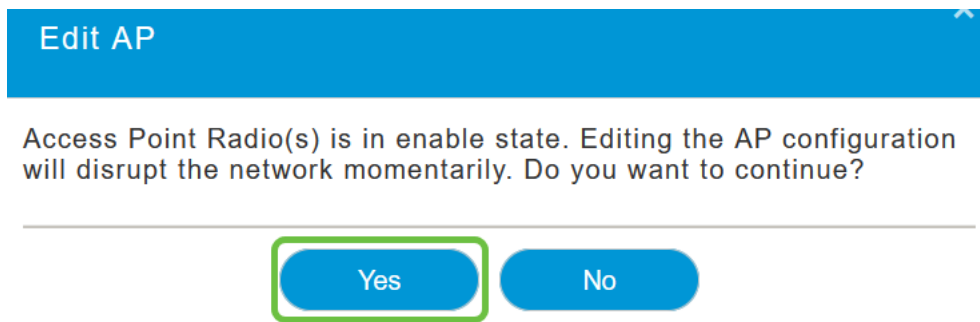 Edit AP
Access Point Radio(s) is in enable state. Editing the AP configuration
will disrupt the network momentarily. Do you want to continue?
Yes
No